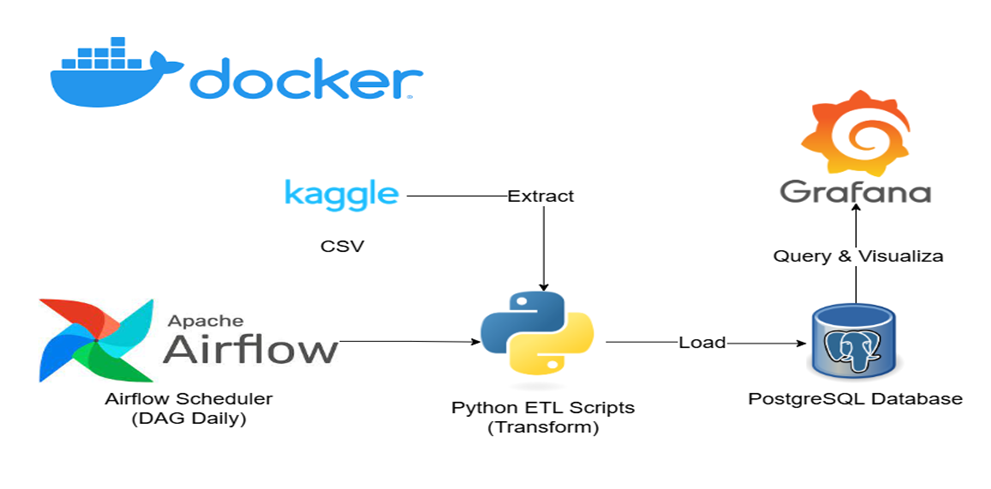 docker
kaggle
Extract
CSV
Grafana
Query & Visualiza
Apache
Airflow
Load
Airflow Scheduler
(DAG Daily)
Python ETL Scripts
(Transform)
PostgreSQL Database